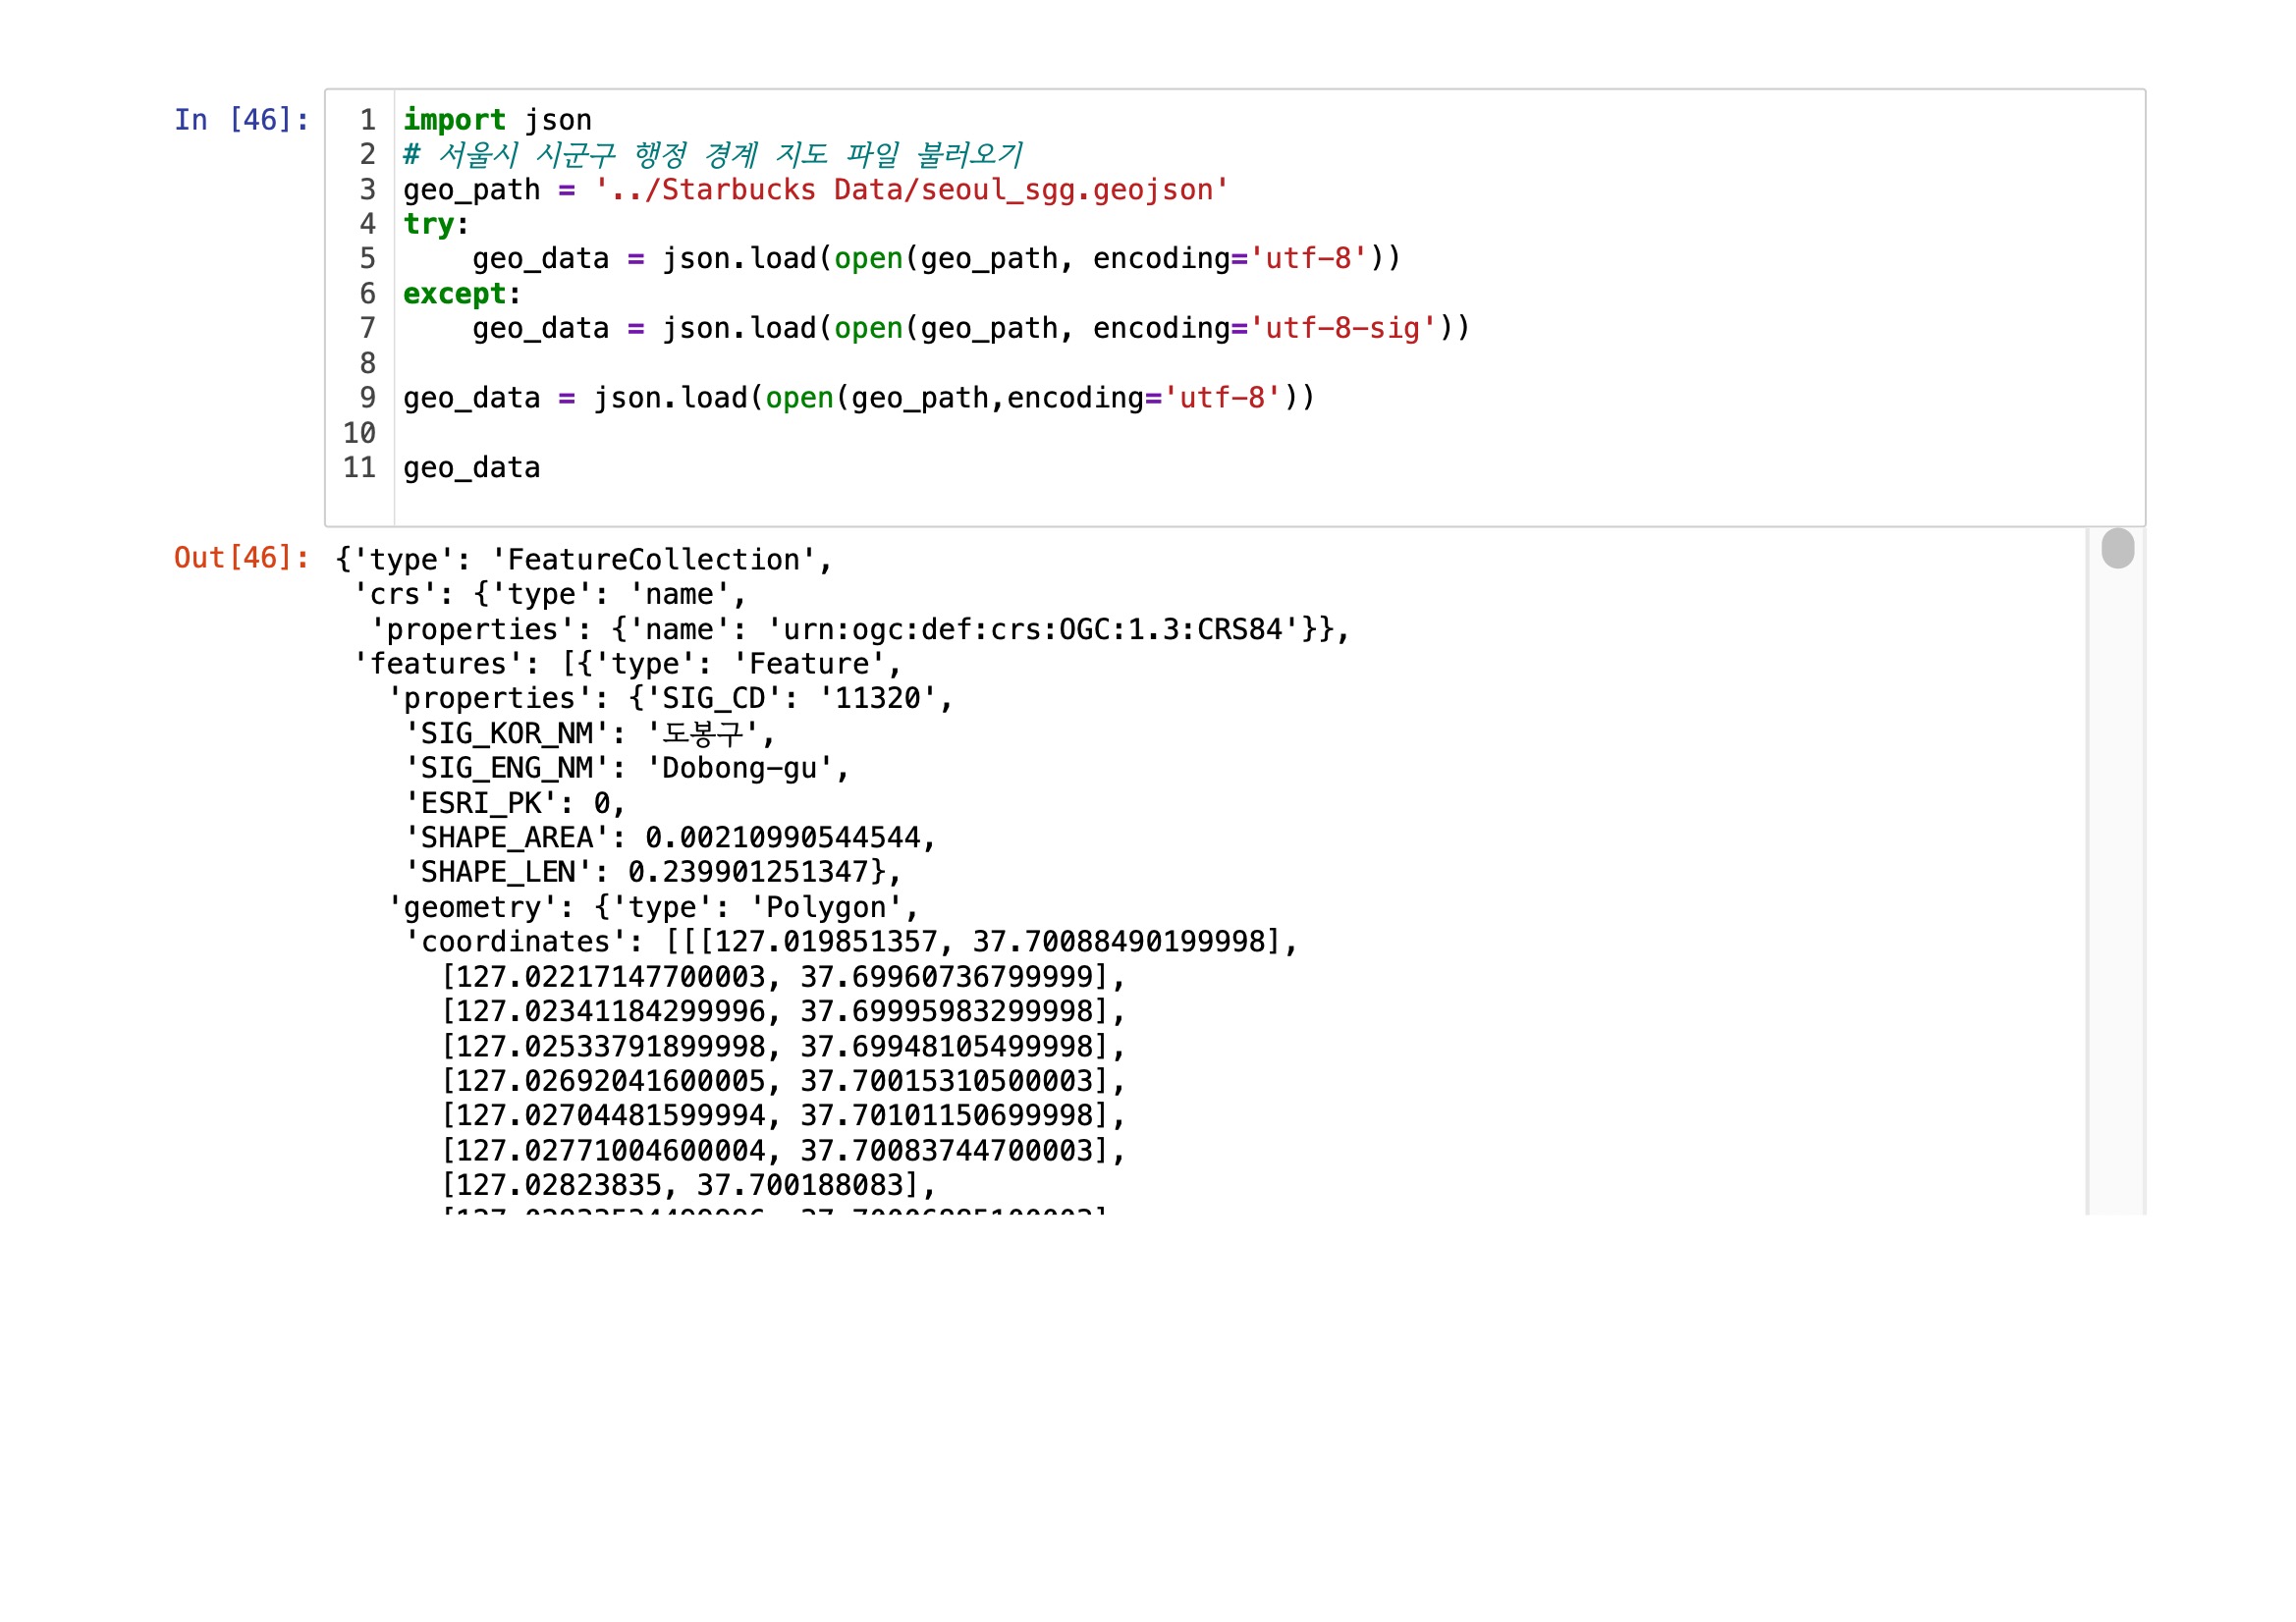 In [46]:
1 import json
2 # 서울시 시군구 행정 경계 지도 파일 불러오기
3 geo_path = '../Starbucks Data/seoul_sgg.geojson'
4 try:
5     geo_data = json.load(open(geo_path, encoding='utf-8'))
6 except:
7     geo_data = json.load(open(geo_path, encoding='utf-8-sig'))
8
9 geo_data = json.load(open(geo_path,encoding='utf-8'))
10
11 geo_data
Out[46]: {'type': 'FeatureCollection',
 'crs': {'type': 'name',
  'properties': {'name': 'urn:ogc:def:crs:OGC:1.3:CRS84'}},
 'features': [{'type': 'Feature',
   'properties': {'SIG_CD': '11320',
    'SIG_KOR_NM': '도봉구',
    'SIG_ENG_NM': 'Dobong-gu',
    'ESRI_PK': 0,
    'SHAPE_AREA': 0.00210990544544,
    'SHAPE_LEN': 0.239901251347},
   'geometry': {'type': 'Polygon',
    'coordinates': [[[127.019851357, 37.70088490199998],
      [127.02217147700003, 37.69960736799999],
      [127.02341184299996, 37.69995983299998],
      [127.02533791899998, 37.69948105499998],
      [127.02692041600005, 37.70015310500003],
      [127.02704481599994, 37.70101150699998],
      [127.02771004600004, 37.70083744700003],
      [127.02823835, 37.700188083],